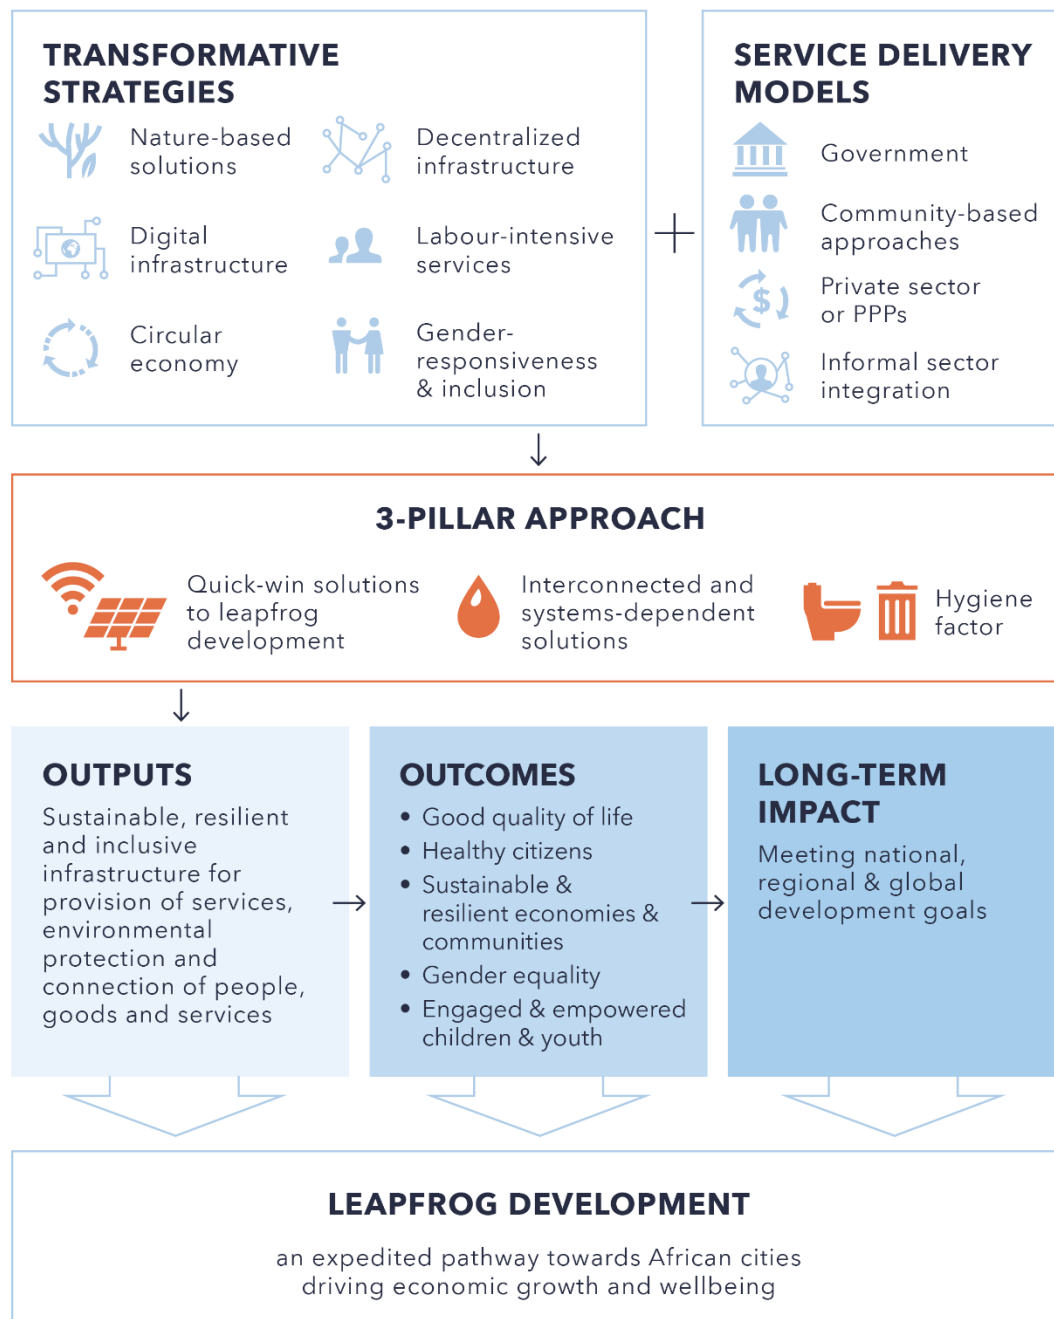 TRANSFORMATIVE
STRATEGIES
Nature-based
solutions
Decentralized
infrastructure
Digital
infrastructure
Labour-intensive
services
Circular
economy
Gender-
responsiveness
& inclusion
SERVICE DELIVERY
MODELS
Government
Community-based
approaches
$
Private sector
or PPPs
Informal sector
integration
3-PILLAR APPROACH
Quick-win solutions
to leapfrog
development
Interconnected and
systems-dependent
solutions
Hygiene
factor
OUTPUTS
Sustainable, resilient
and inclusive
infrastructure for
provision of services,
environmental
protection and
connection of people,
goods and services
OUTCOMES
• Good quality of life
• Healthy citizens
• Sustainable &
resilient economies &
communities
• Gender equality
• Engaged & empowered
children & youth
LONG-TERM
IMPACT
Meeting national,
regional & global
development goals
LEAPFROG DEVELOPMENT
an expedited pathway towards African cities
driving economic growth and wellbeing